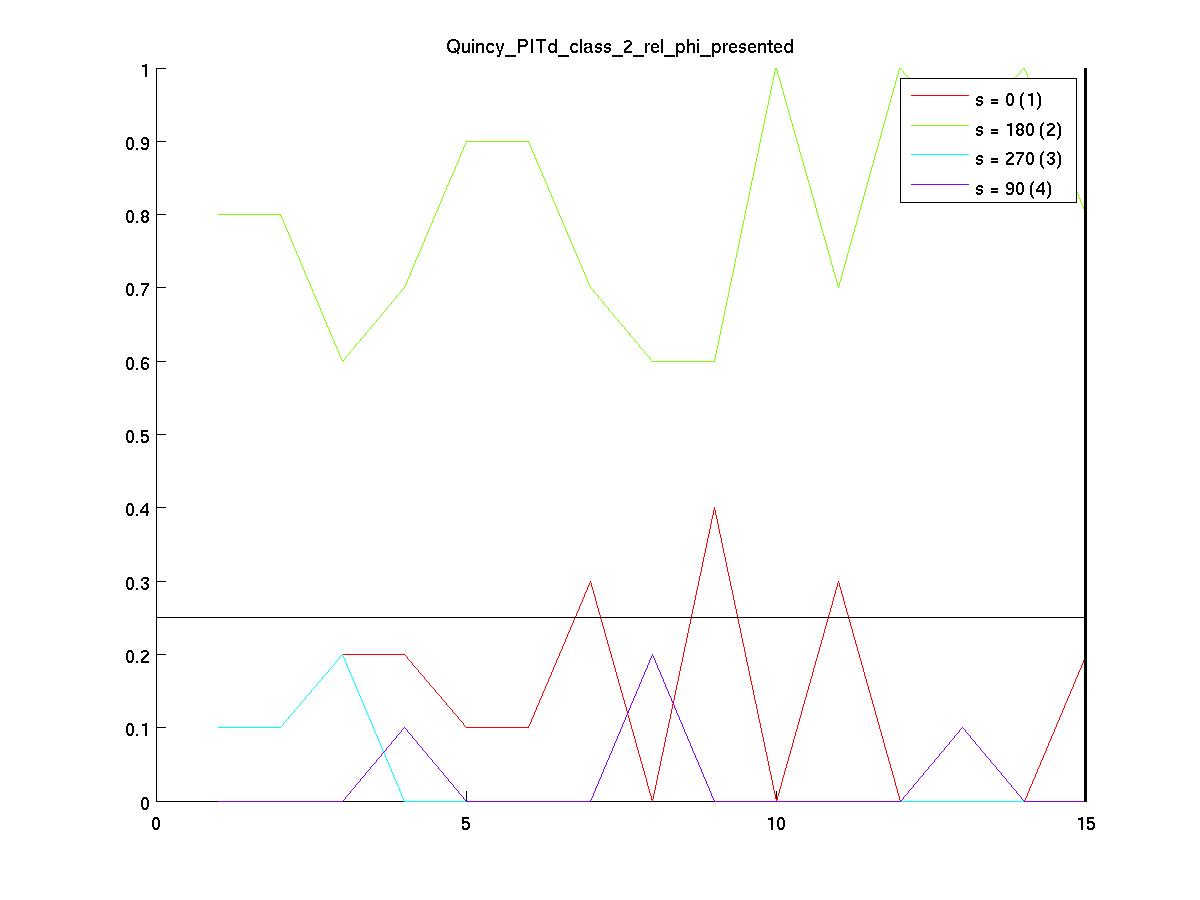 Quincy_PITd_class_2_rel_phi_presented
1
0.9
0.8
0.7
0.6
0.5
0.4
0.3
0.2
0.1
0
0 5 10 15
s = 0 (1)
s = 180 (2)
s = 270 (3)
s = 90 (4)